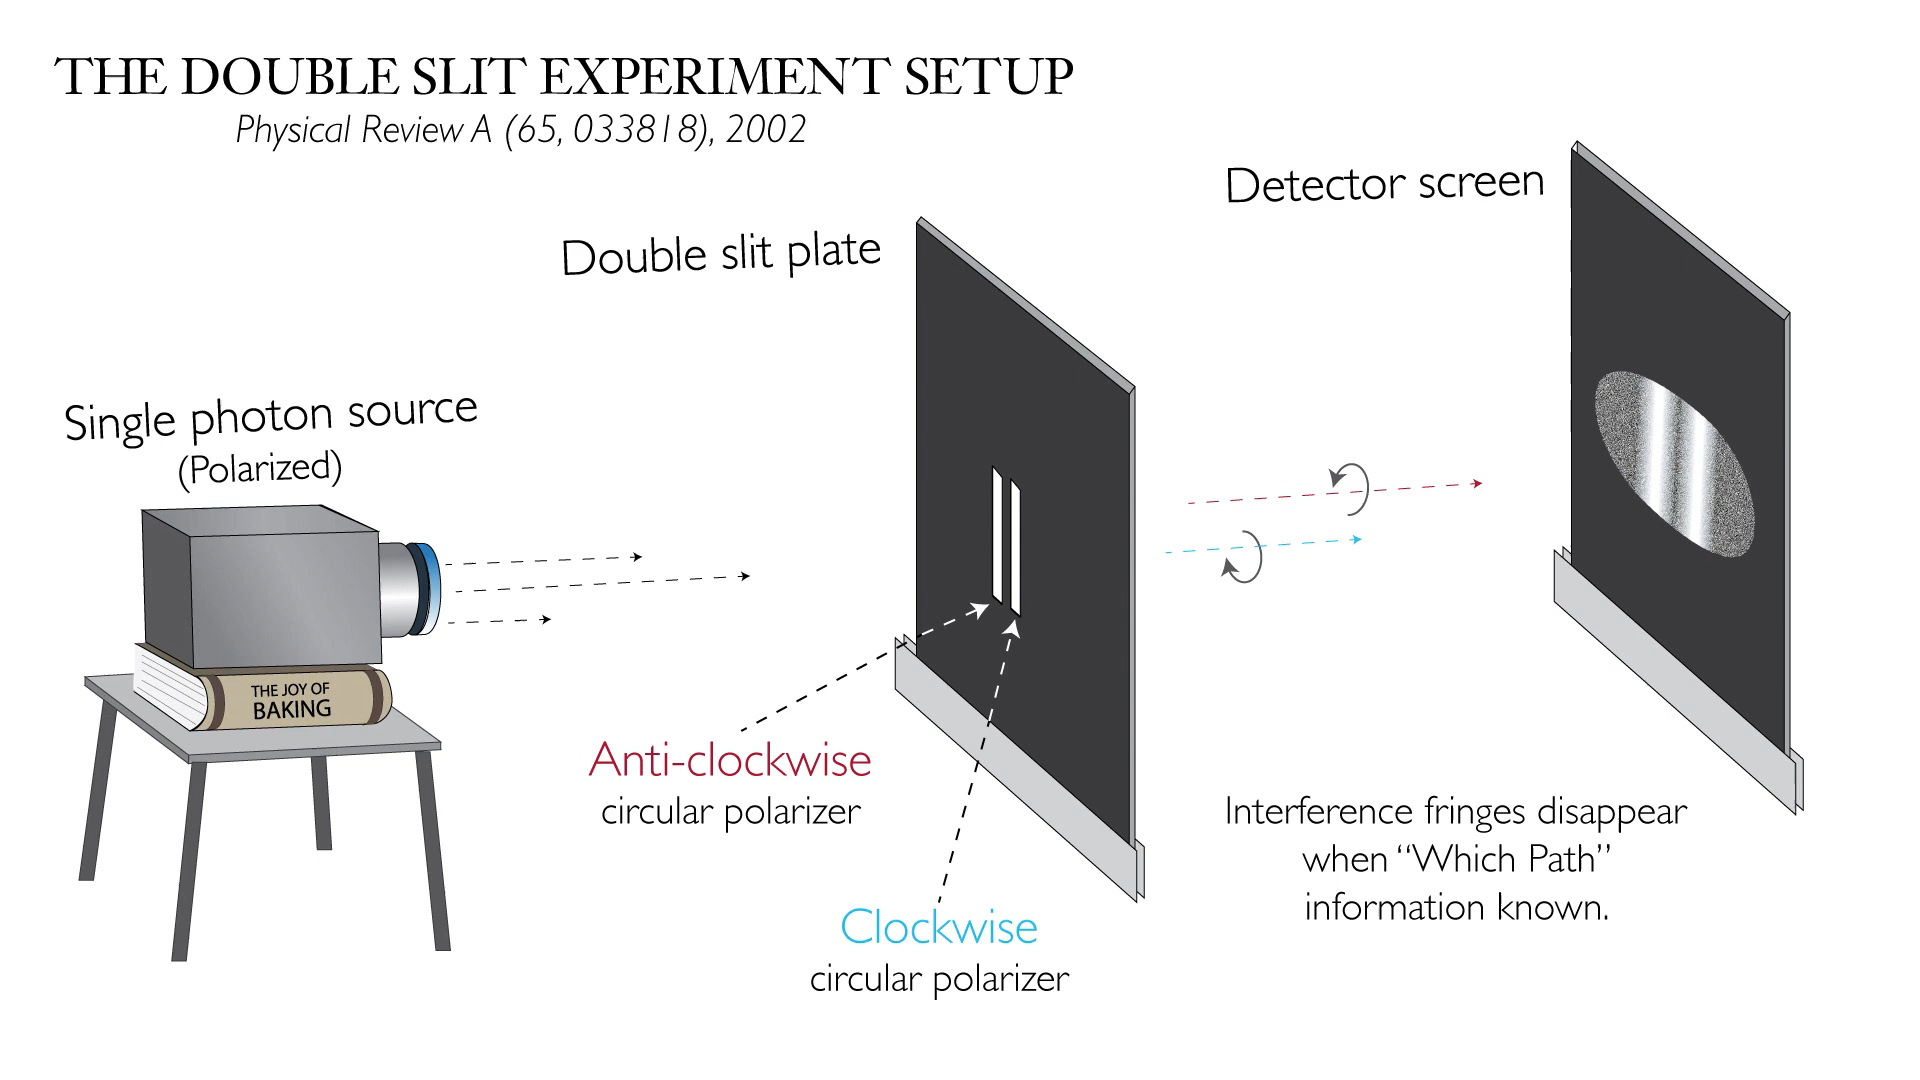 THE DOUBLE SLIT EXPERIMENT SETUP
Physical Review A (65, 033818), 2002
Detector screen
Double slit plate
Single photon source
(Polarized)
THE JOY OF
BAKING
Anti-clockwise
circular polarizer
Clockwise
circular polarizer
Interference fringes disappear
when “Which Path”
information known.